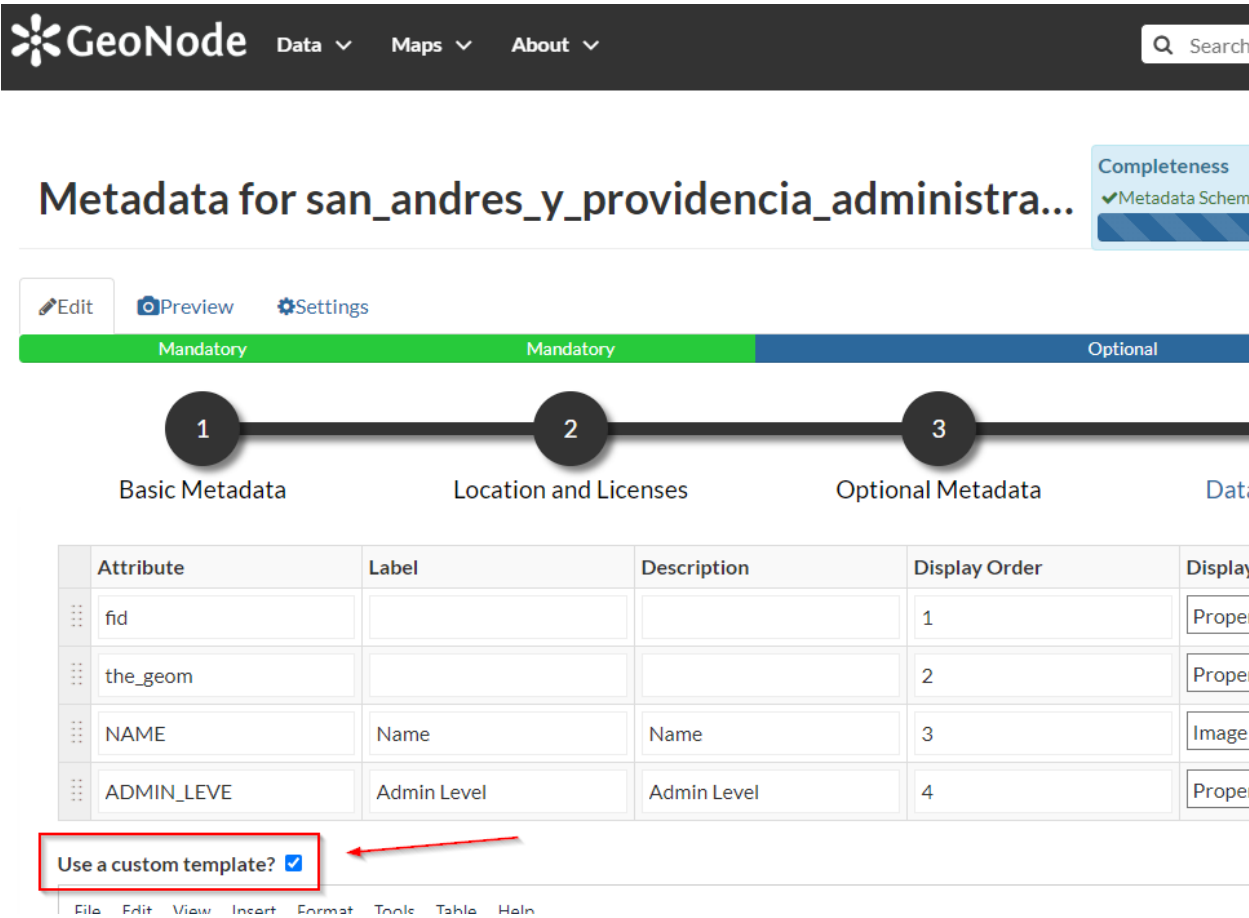 GeoNode Data Maps About Search
Completeness
Metadata for san_andres_y_providencia_administra...
Metadata Schem
Edit Preview Settings
Mandatory Mandatory Optional
1 2 3
Basic Metadata Location and Licenses Optional Metadata Data
Attribute Label Description Display Order Display
fid 1 Proper
the_geom 2 Proper
NAME Name Name 3 Image
ADMIN_LEVE Admin Level Admin Level 4 Proper
Use a custom template?
File Edit View Insert Format Tools Table Help